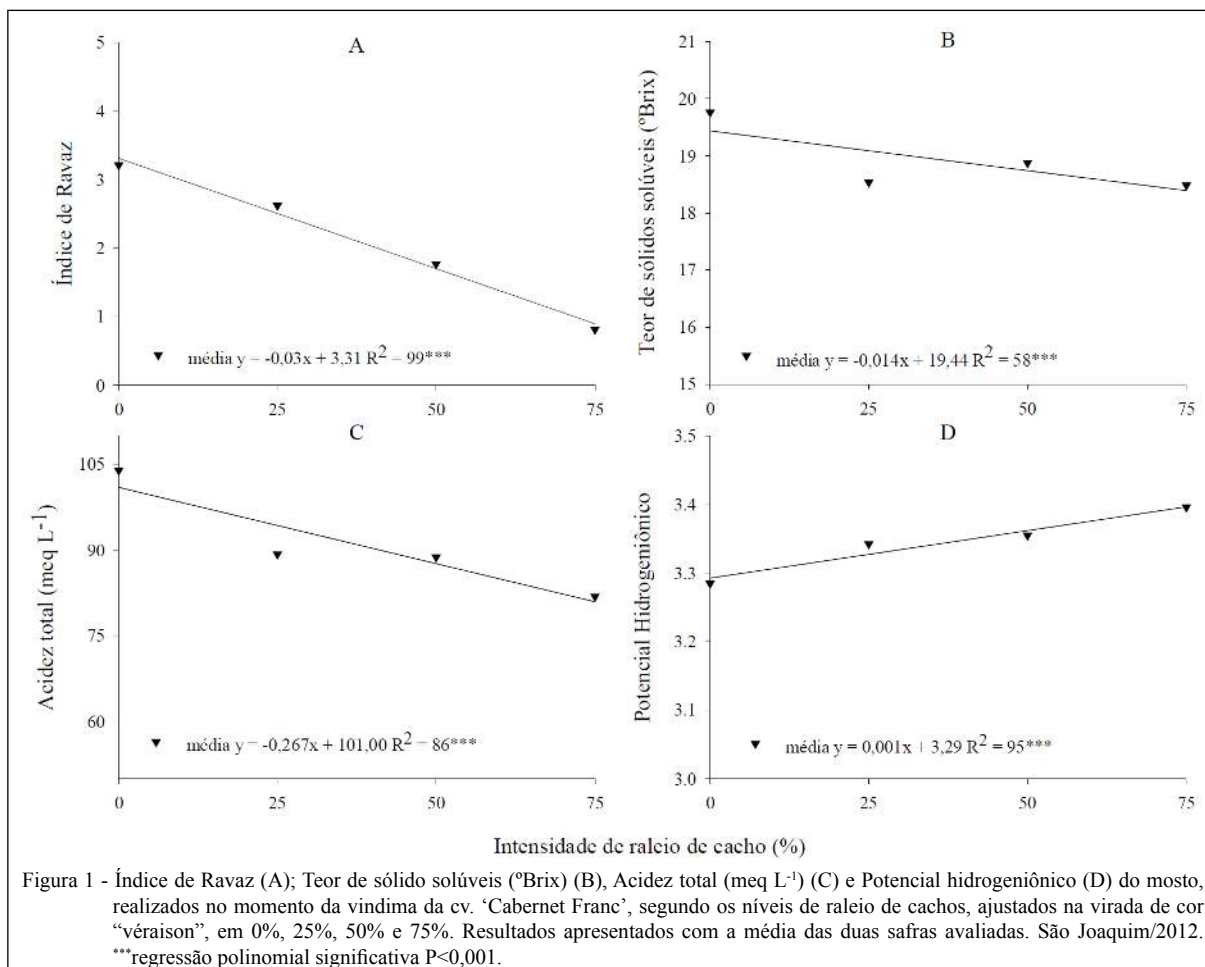 A
5
4
3
2
1
0
Índice de Ravaz
média y = -0,03x + 3,31 R² = 99***
0 25 50 75
B
21
20
19
18
17
16
15
Teor de sólidos solúveis (ºBrix)
média y = -0,014x + 19,44 R² = 58***
0 25 50 75
C
105
90
75
60
Acidez total (meq L⁻¹)
média y = -0,267x + 101,00 R² = 86***
0 25 50 75
D
3.5
3.4
3.3
3.2
3.1
3.0
Potencial Hidrogeniônico
média y = 0,001x + 3,29 R² = 95***
0 25 50 75
Intensidade de raleio de cacho (%)
Figura 1 - Índice de Ravaz (A); Teor de sólido solúveis (ºBrix) (B), Acidez total (meq L⁻¹) (C) e Potencial hidrogeniônico (D) do mosto,
realizados no momento da vindima da cv. ‘Cabernet Franc’, segundo os níveis de raleio de cachos, ajustados na virada de cor
“véraison”, em 0%, 25%, 50% e 75%. Resultados apresentados com a média das duas safras avaliadas. São Joaquim/2012.
***regressão polinomial significativa P<0,001.